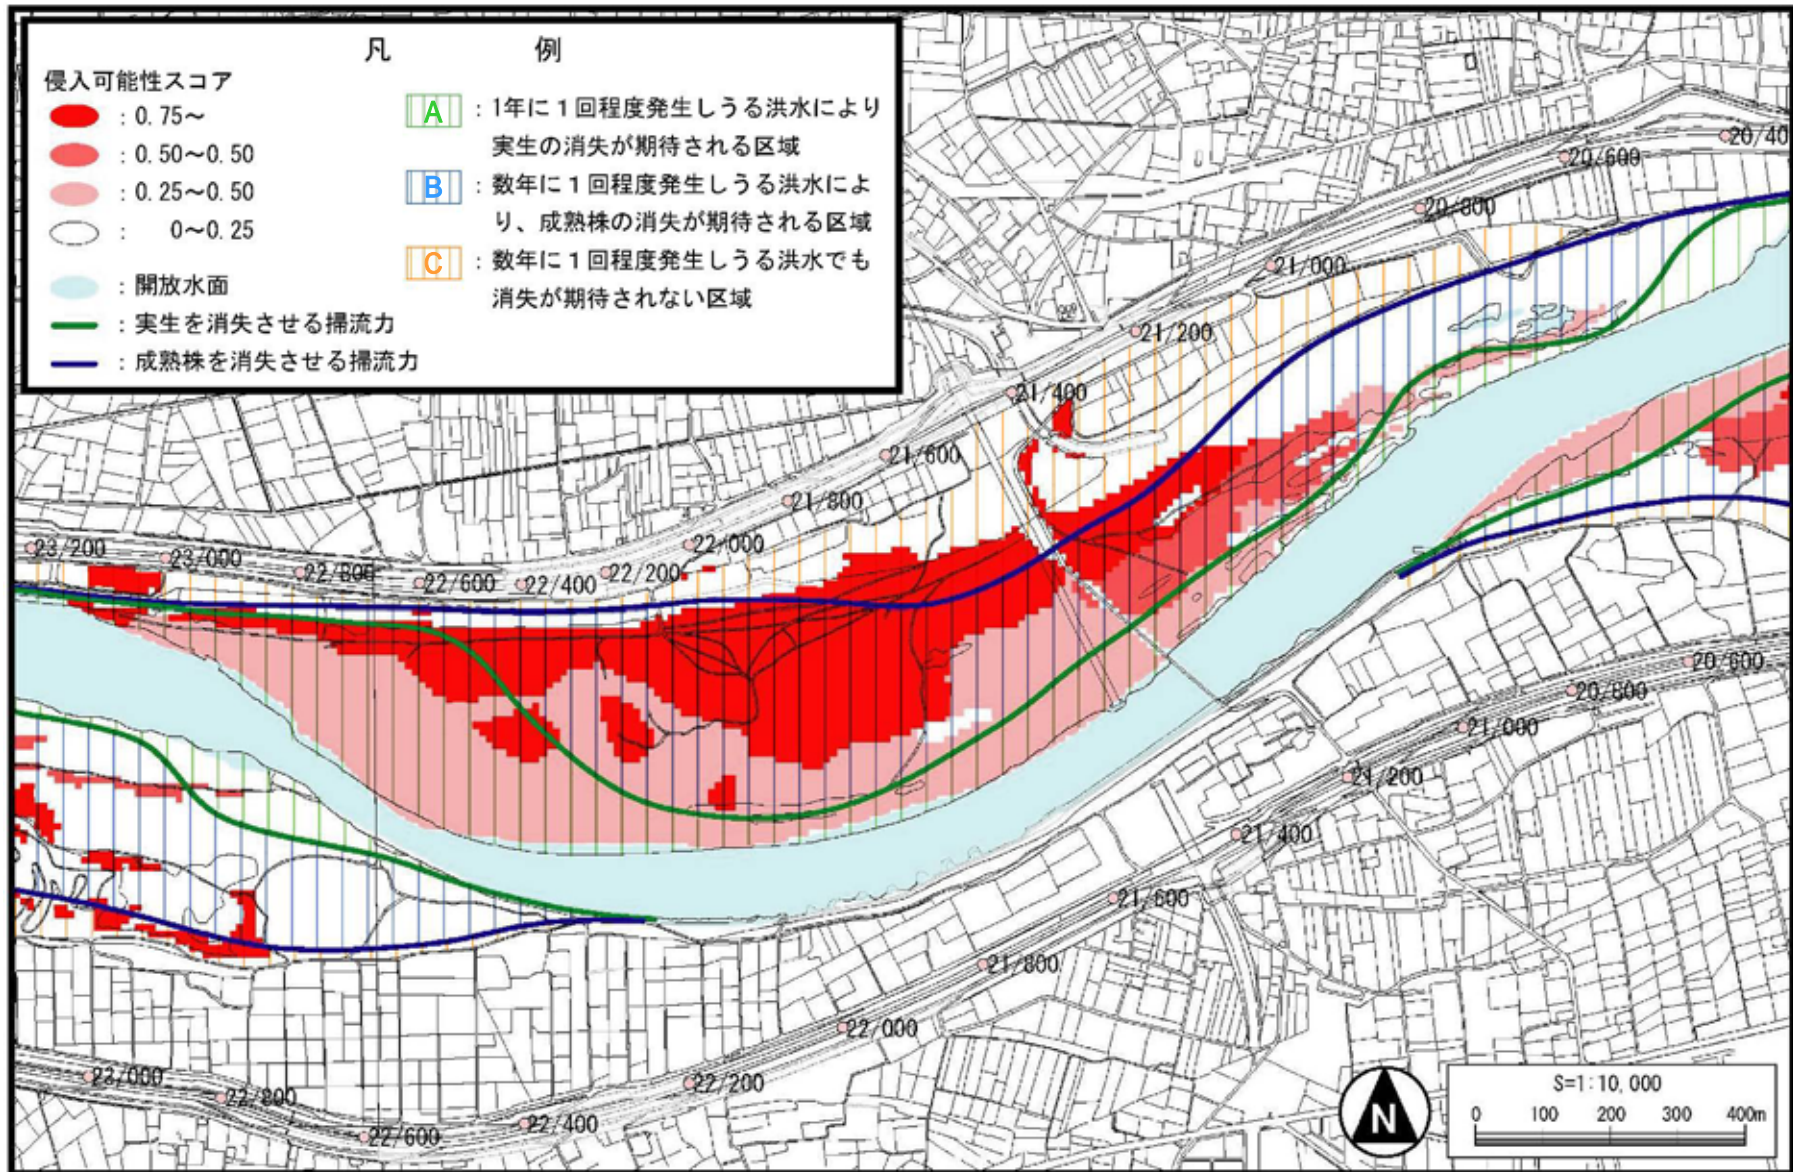 凡 例
侵入可能性スコア
: 0.75～
: 0.50～0.50
: 0.25～0.50
: 0～0.25
: 開放水面
: 実生を消失させる掃流力
: 成熟株を消失させる掃流力
A : 1年に1回程度発生しうる洪水により
実生の消失が期待される区域
B : 数年に1回程度発生しうる洪水によ
り、成熟株の消失が期待される区域
C : 数年に1回程度発生しうる洪水でも
消失が期待されない区域
20/40
20/600
20/800
21/000
21/200
21/400
21/600
21/800
22/000
22/200
22/400
22/600
22/800
23/000
23/200
20/600
20/800
21/000
21/200
21/400
21/600
21/800
22/000
22/200
22/400
22/600
22/800
23/000
N
S=1:10,000
0 100 200 300 400m